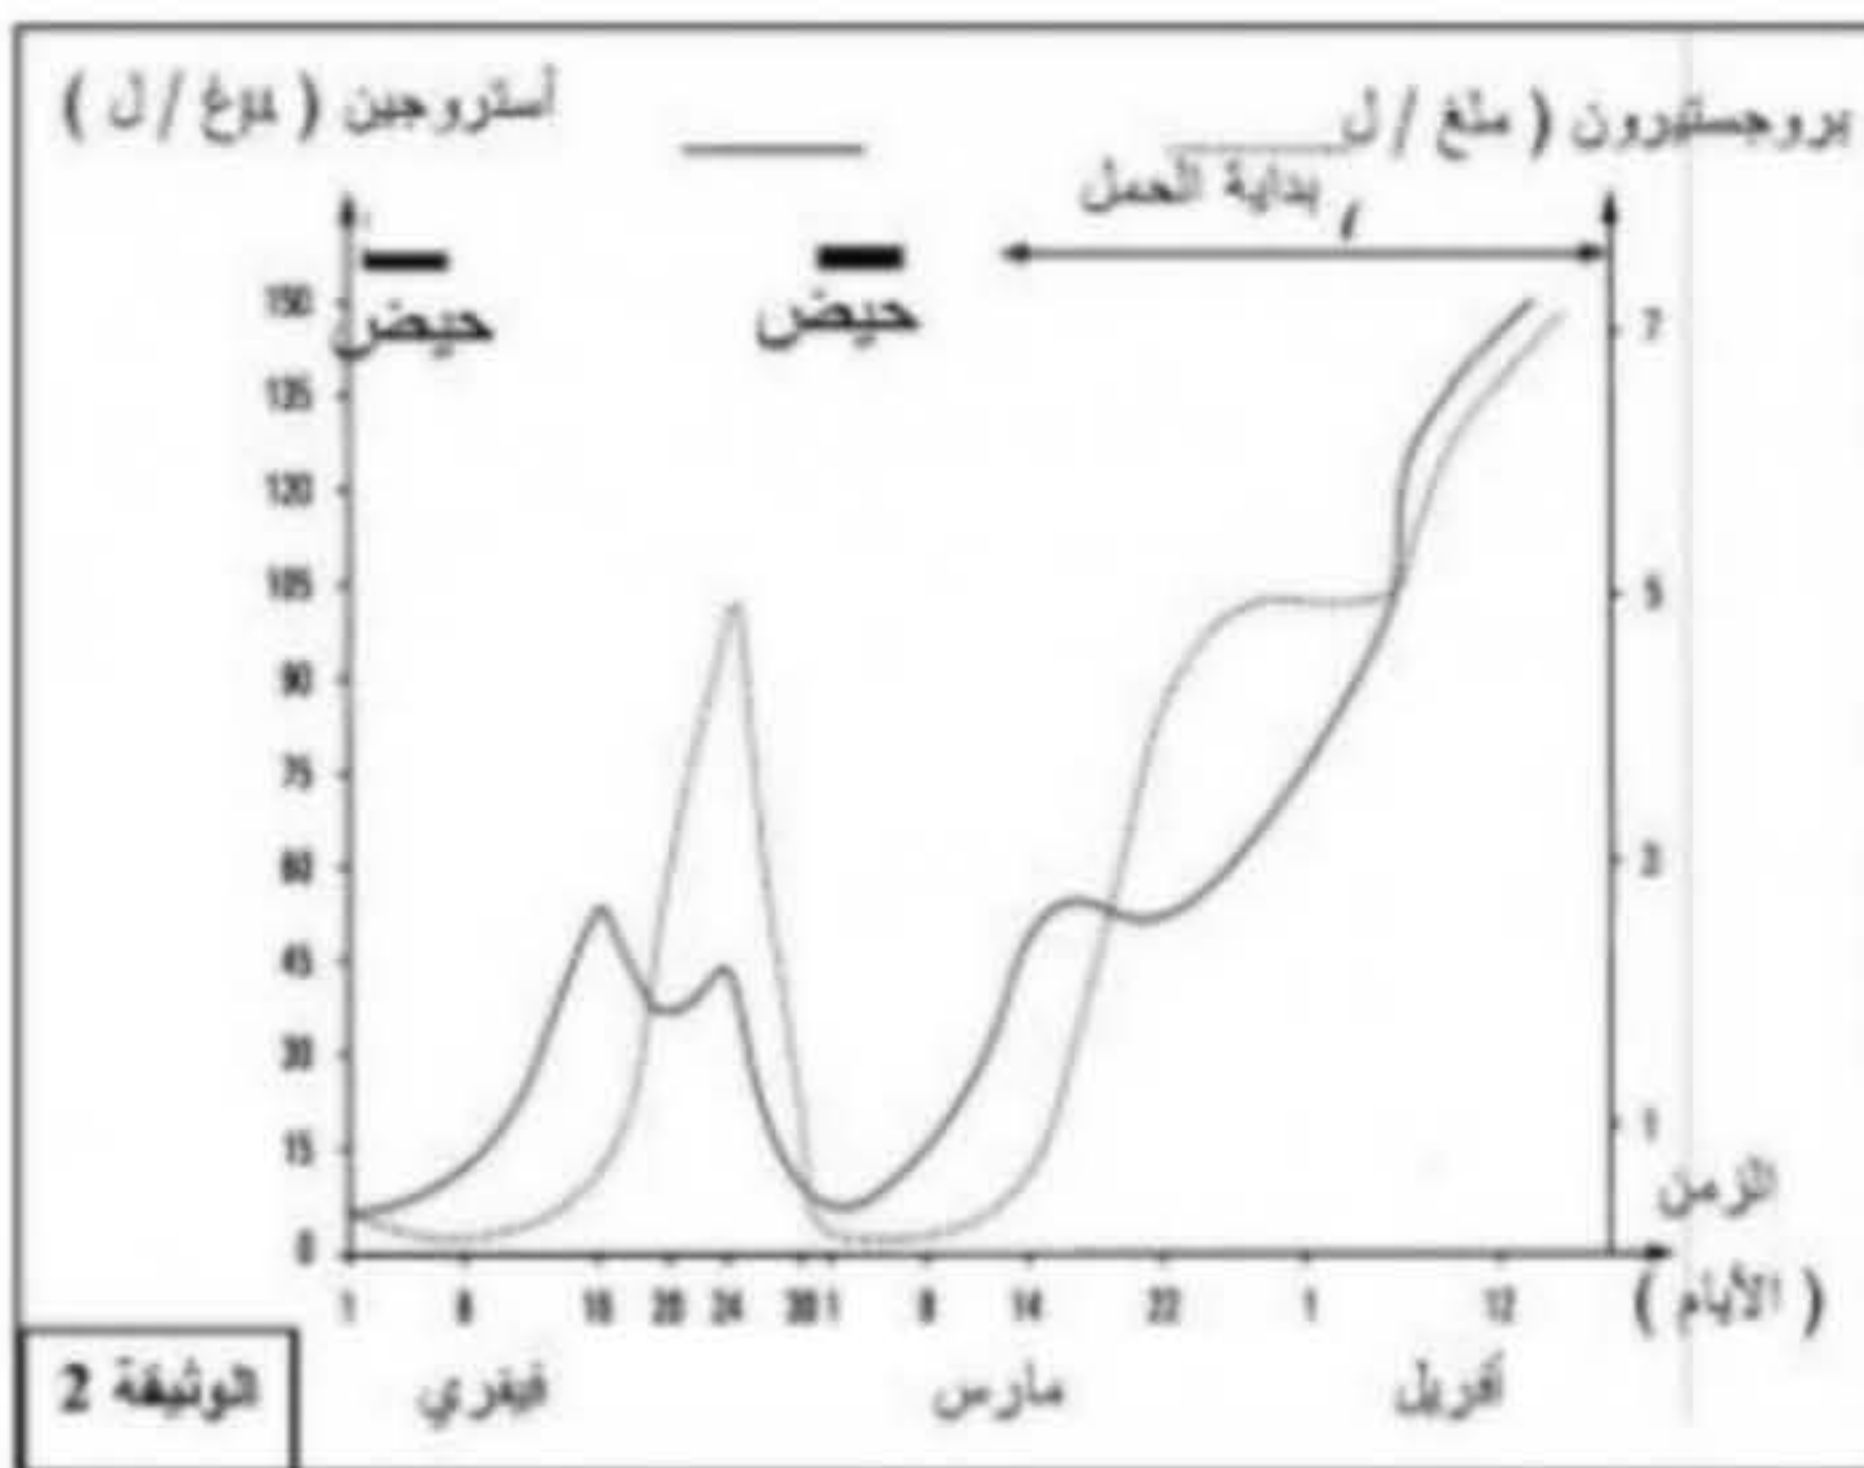 أستروجين ( ملغ / ل )
بروجستيرون ( ملغ / ل
بداية الحمل
حيض
حيض
150
135
120
105
90
75
60
45
30
15
0
7
5
1
1 8 16 20 24 30 1 8 14 22 1 12
الزمن
( الأيام )
فيفري
مارس
أفريل
الوثيقة 2